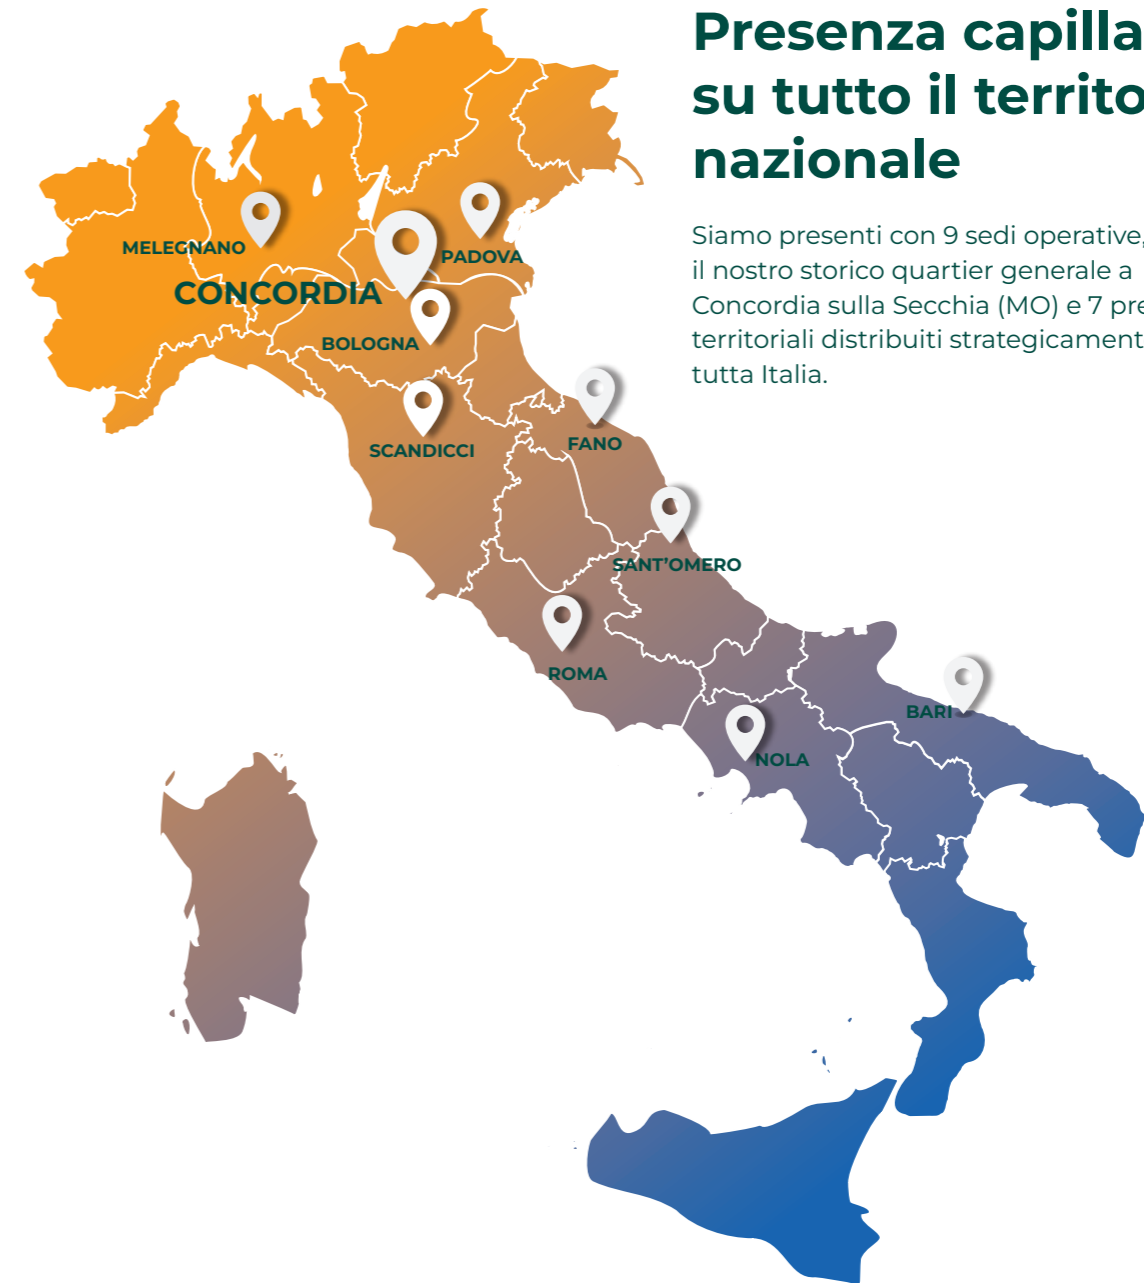 Presenza capilla
su tutto il territo
nazionale
Siamo presenti con 9 sedi operative,
il nostro storico quartier generale a
Concordia sulla Secchia (MO) e 7 pre
territoriali distribuiti strategicament
tutta Italia.
MELEGNANO
PADOVA
CONCORDIA
BOLOGNA
SCANDICCI
FANO
SANT’OMERO
ROMA
BARI
NOLA